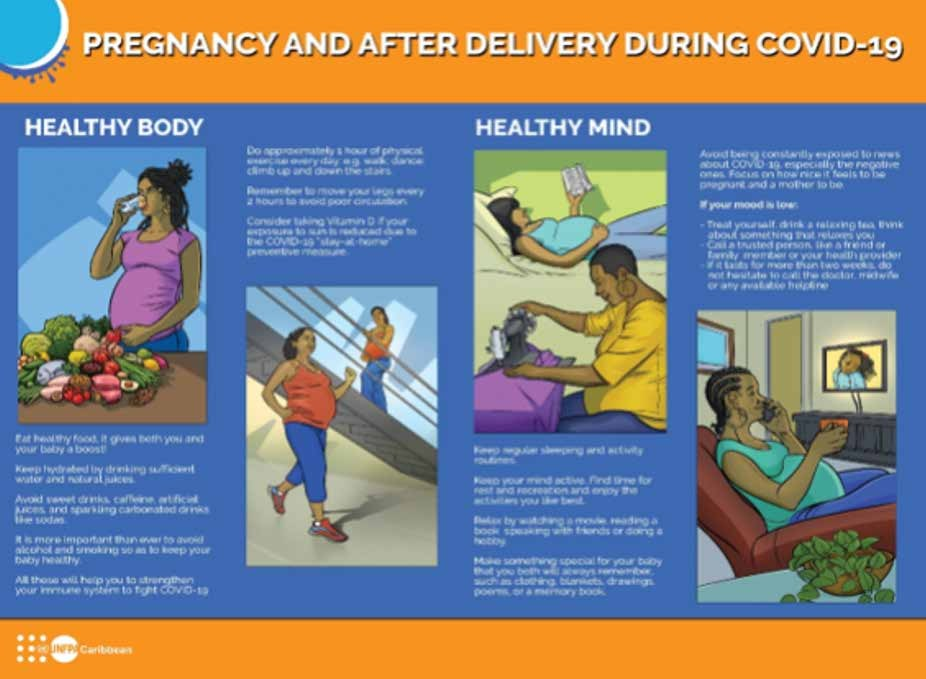 PREGNANCY AND AFTER DELIVERY DURING COVID-19
HEALTHY BODY
Eat healthy food, it gives both you and
your baby a boost!
Keep hydrated by drinking sufficient
water and natural juices.
Avoid sweet drinks, caffeine, artificial
juices, and sparkling carbonated drinks
like sodas.
It is more important than ever to avoid
alcohol and smoking so as to keep your
baby healthy.
All these will help you to strengthen
your immune system to fight COVID-19
Do approximately 1 hour of physical
exercise every day: e.g. walk, dance,
climb up and down the stairs.
Remember to move your legs every
2 hours to avoid poor circulation.
Consider taking Vitamin D if your
exposure to sun is reduced due to
the COVID-19 "stay-at-home"
preventive measure.
HEALTHY MIND
Keep regular sleeping and activity
routines.
Keep your mind active. Find time for
rest and recreation and enjoy the
activities you like best.
Relax by watching a movie, reading a
book, speaking with friends or doing a
hobby.
Make something special for your baby
that you both will always remember,
such as clothing, blankets, drawings,
poems, or a memory book.
Avoid being constantly exposed to news
about COVID-19, especially the negative
ones. Focus on how nice it feels to be
pregnant and a mother to be.
If your mood is low:
- Treat yourself, drink a relaxing tea, think
about something that relaxes you
- Call a trusted person, like a friend or
family member or your health provider
- If it lasts for more than two weeks, do
not hesitate to call the doctor, midwife
or any available helpline
UNFPA Caribbean